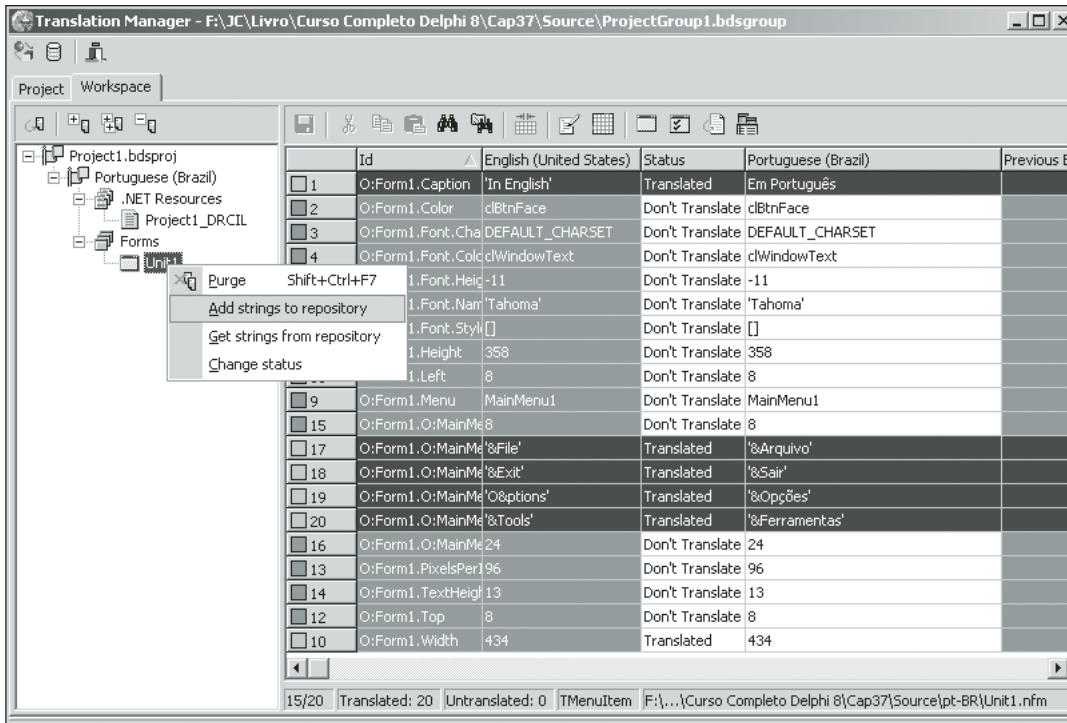 Translation Manager - F:\JC\Livro\Curso Completo Delphi 8\Cap37\Source\ProjectGroup1.bdsgroup
Project Workspace
Project1.bdsproj
Portuguese (Brazil)
.NET Resources
Project1_DRCIL
Forms
Unit1
Purge Shift+Ctrl+F7
Add strings to repository
Get strings from repository
Change status
Id English (United States) Status Portuguese (Brazil) Previous E
1 O:Form1.Caption 'In English' Translated Em Português
2 O:Form1.Color clBtnFace Don't Translate clBtnFace
3 O:Form1.Font.Cha DEFAULT_CHARSET Don't Translate DEFAULT_CHARSET
4 O:Form1.Font.Colc clWindowText Don't Translate clWindowText
1.Font.Heig -11 Don't Translate -11
1.Font.Nam 'Tahoma' Don't Translate 'Tahoma'
1.Font.Style [] Don't Translate []
1.Height 358 Don't Translate 358
1.Left 8 Don't Translate 8
9 O:Form1.Menu MainMenu1 Don't Translate MainMenu1
15 O:Form1.O:MainMe 8 Don't Translate 8
17 O:Form1.O:MainMe '&File' Translated '&Arquivo'
18 O:Form1.O:MainMe '&Exit' Translated '&Sair'
19 O:Form1.O:MainMe 'O&ptions' Translated '&Opções'
20 O:Form1.O:MainMe '&Tools' Translated '&Ferramentas'
16 O:Form1.O:MainMe 24 Don't Translate 24
13 O:Form1.PixelsPerI 96 Don't Translate 96
14 O:Form1.TextHeigh 13 Don't Translate 13
12 O:Form1.Top 8 Don't Translate 8
10 O:Form1.Width 434 Translated 434
15/20 Translated: 20 Untranslated: 0 TMenuItem F:\...\Curso Completo Delphi 8\Cap37\Source\pt-BR\Unit1.nfm